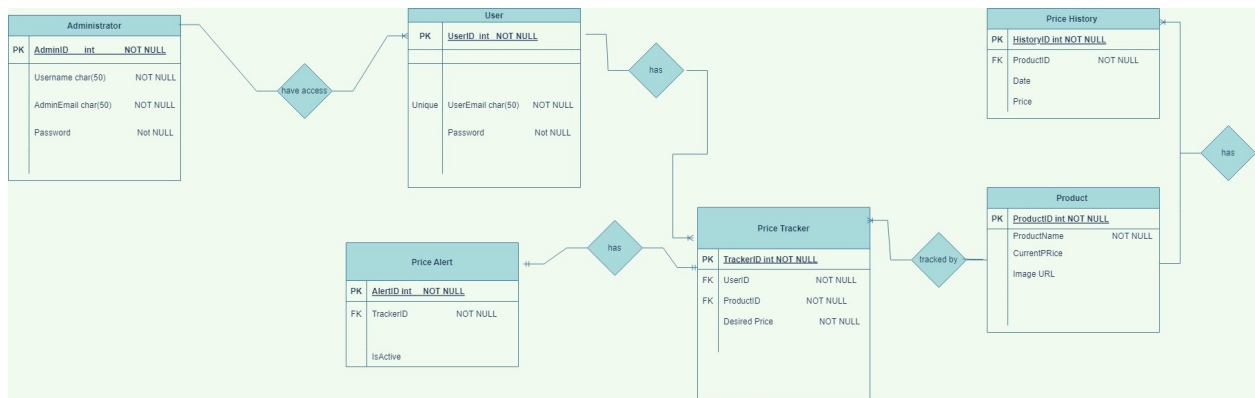 Administrator
PK AdminID int NOT NULL
Username char(50) NOT NULL
AdminEmail char(50) NOT NULL
Password Not NULL
have access
User
PK UserID int NOT NULL
Unique UserEmail char(50) NOT NULL
Password Not NULL
has
Price History
PK HistoryID int NOT NULL
FK ProductID NOT NULL
Date
Price
has
Product
PK ProductID int NOT NULL
ProductName NOT NULL
CurrentPRice
Image URL
tracked by
Price Tracker
PK TrackerID int NOT NULL
FK UserID NOT NULL
FK ProductID NOT NULL
Desired Price NOT NULL
has
Price Alert
PK AlertID int NOT NULL
FK TrackerID NOT NULL
IsActive